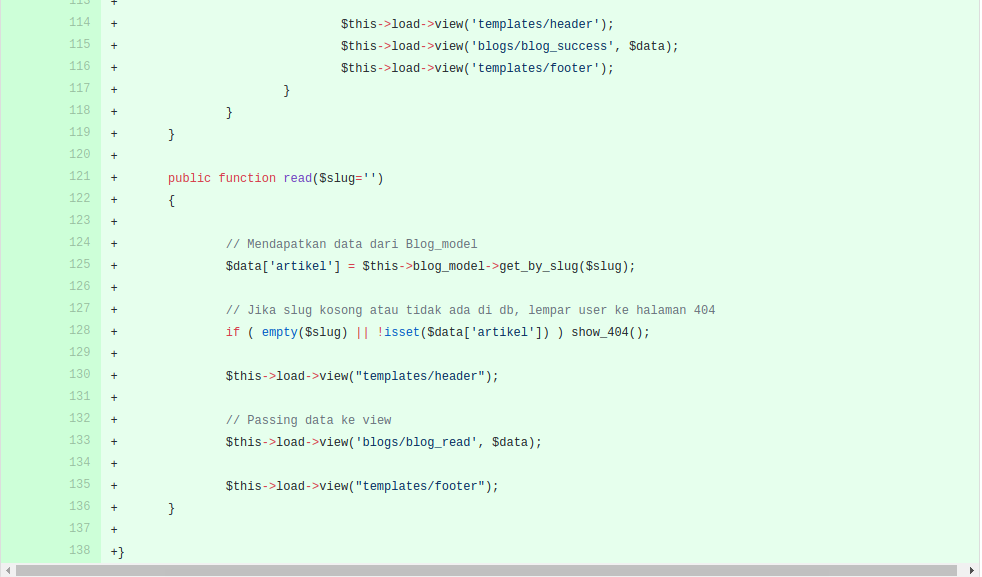 113 +
114 + $this->load->view('templates/header');
115 + $this->load->view('blogs/blog_success', $data);
116 + $this->load->view('templates/footer');
117 + }
118 + }
119 + }
120 +
121 + public function read($slug='')
122 + {
123 +
124 + // Mendapatkan data dari Blog_model
125 + $data['artikel'] = $this->blog_model->get_by_slug($slug);
126 +
127 + // Jika slug kosong atau tidak ada di db, lempar user ke halaman 404
128 + if ( empty($slug) || !isset($data['artikel']) ) show_404();
129 +
130 + $this->load->view("templates/header");
131 +
132 + // Passing data ke view
133 + $this->load->view('blogs/blog_read', $data);
134 +
135 + $this->load->view("templates/footer");
136 + }
137 +
138 +}